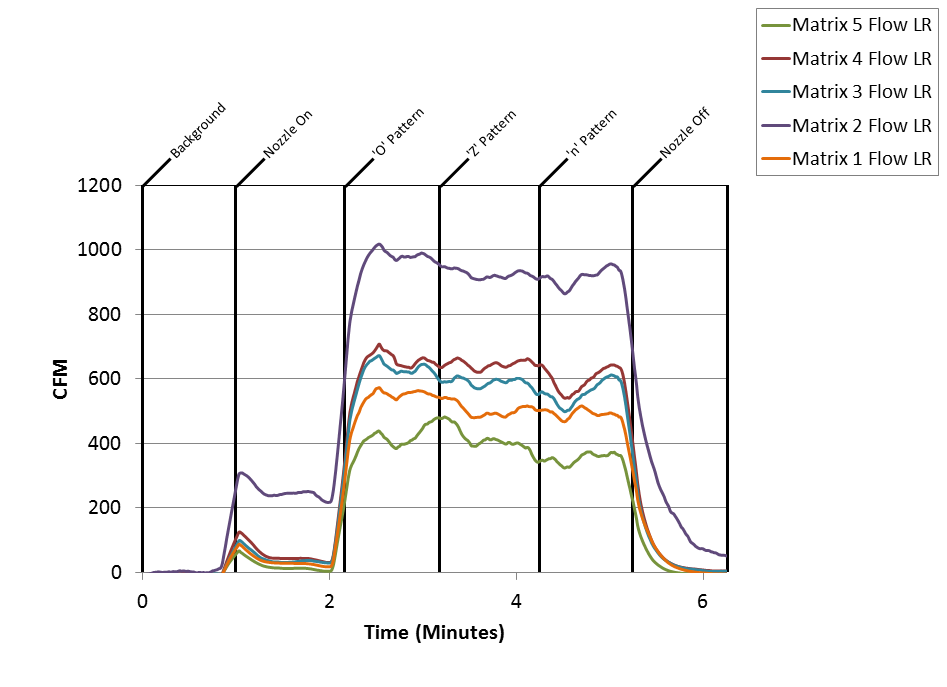 Matrix 5 Flow LR
Matrix 4 Flow LR
Matrix 3 Flow LR
Matrix 2 Flow LR
Matrix 1 Flow LR
Background
Nozzle On
'O' Pattern
'Z' Pattern
'n' Pattern
Nozzle Off
1200
1000
800
600
400
200
0
CFM
0 2 4 6
Time (Minutes)